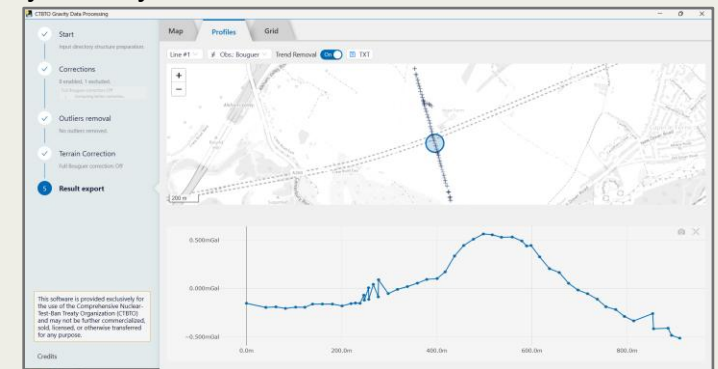 CTBTO Gravity Data Processing
Start
Input directory structure preparation
Corrections
Outliers removal
No outliers removed.
Terrain Correction
Full Bouguer correction Off
5 Result export
This software is provided exclusively for
the use of the Comprehensive Nuclear-
Test-Ban Treaty Organization (CTBTO)
and may not be further commercialized,
sold, licensed, or otherwise transferred
for any purpose.
Credits
Map Profiles Grid
Line #1 Obs.: Bouguer Trend Removal On TXT
+
−
200 m
0.500mGal
0.000mGal
−0.500mGal
0.0m 200.0m 400.0m 600.0m 800.0m